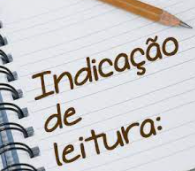 Indicação
de
leitura: